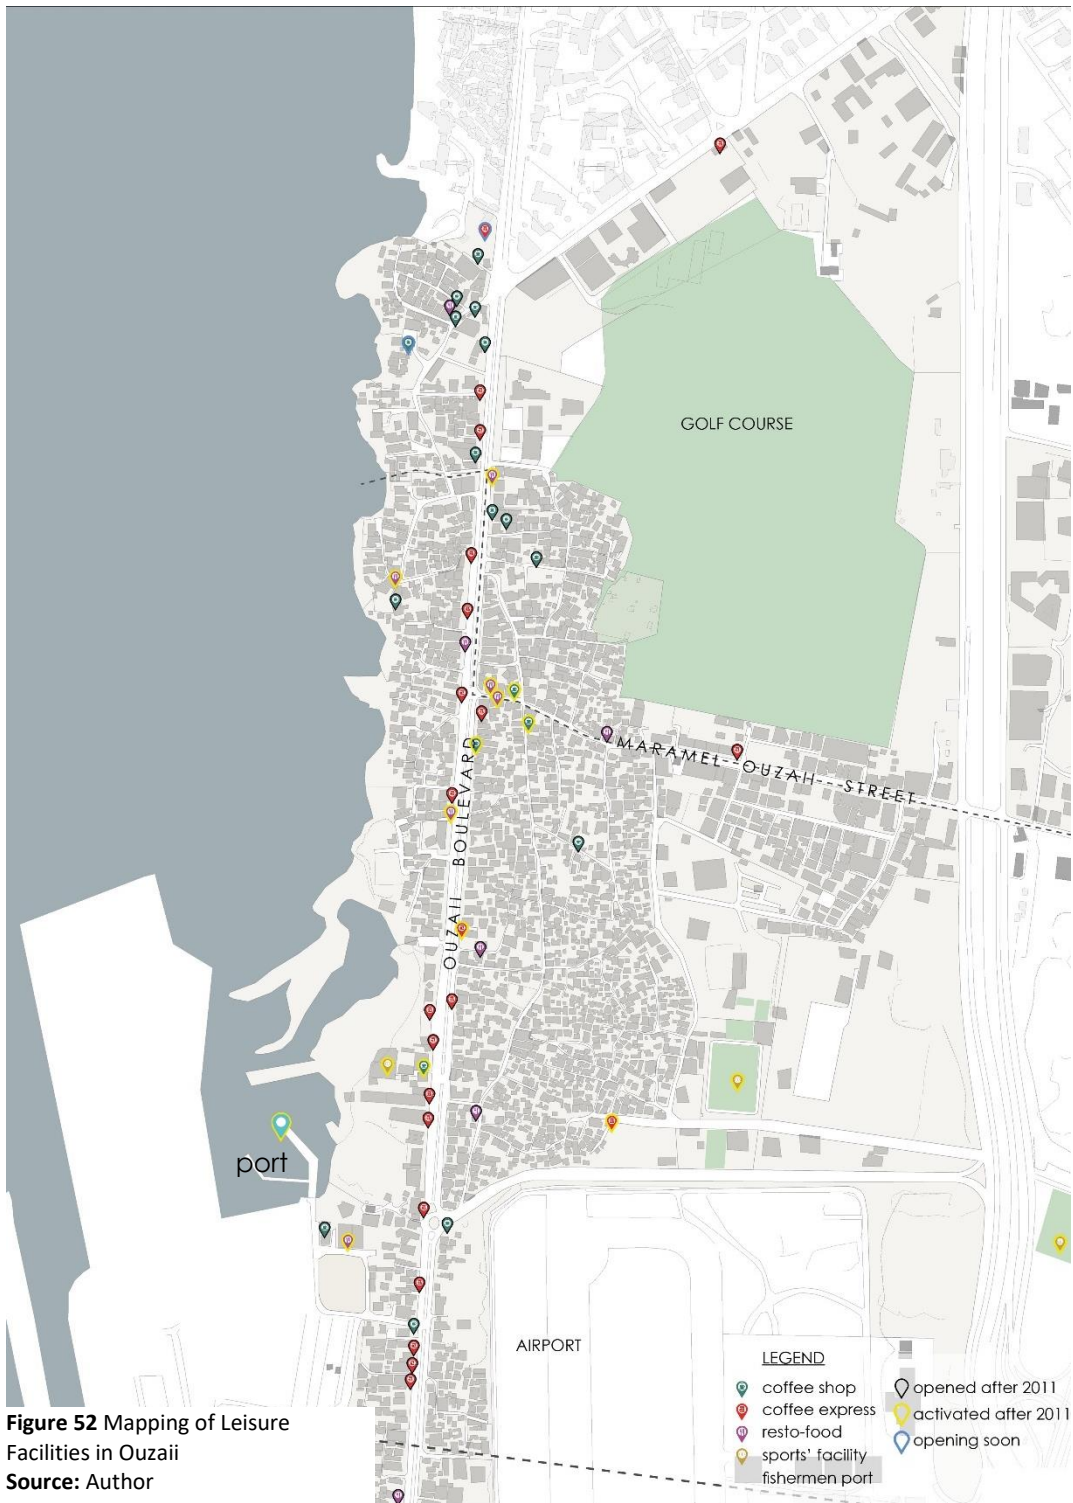 GOLF COURSE
MARAMEL OUZAH STREET
OUZAII BOULEVARD
port
AIRPORT
LEGEND
coffee shop
coffee express
resto-food
sports' facility
fishermen port
opened after 2011
activated after 2011
opening soon
Figure 52 Mapping of Leisure
Facilities in Ouzaii
Source: Author